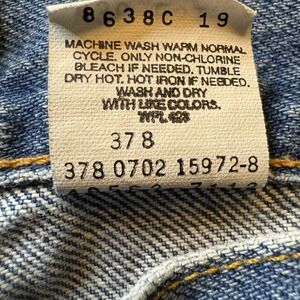 8638C 19
MACHINE WASH WARM NORMAL
CYCLE. ONLY NON-CHLORINE
BLEACH IF NEEDED. TUMBLE
DRY HOT. HOT IRON IF NEEDED.
WASH AND DRY
WITH LIKE COLORS.
WPL 423
378
378 0702 15972-8